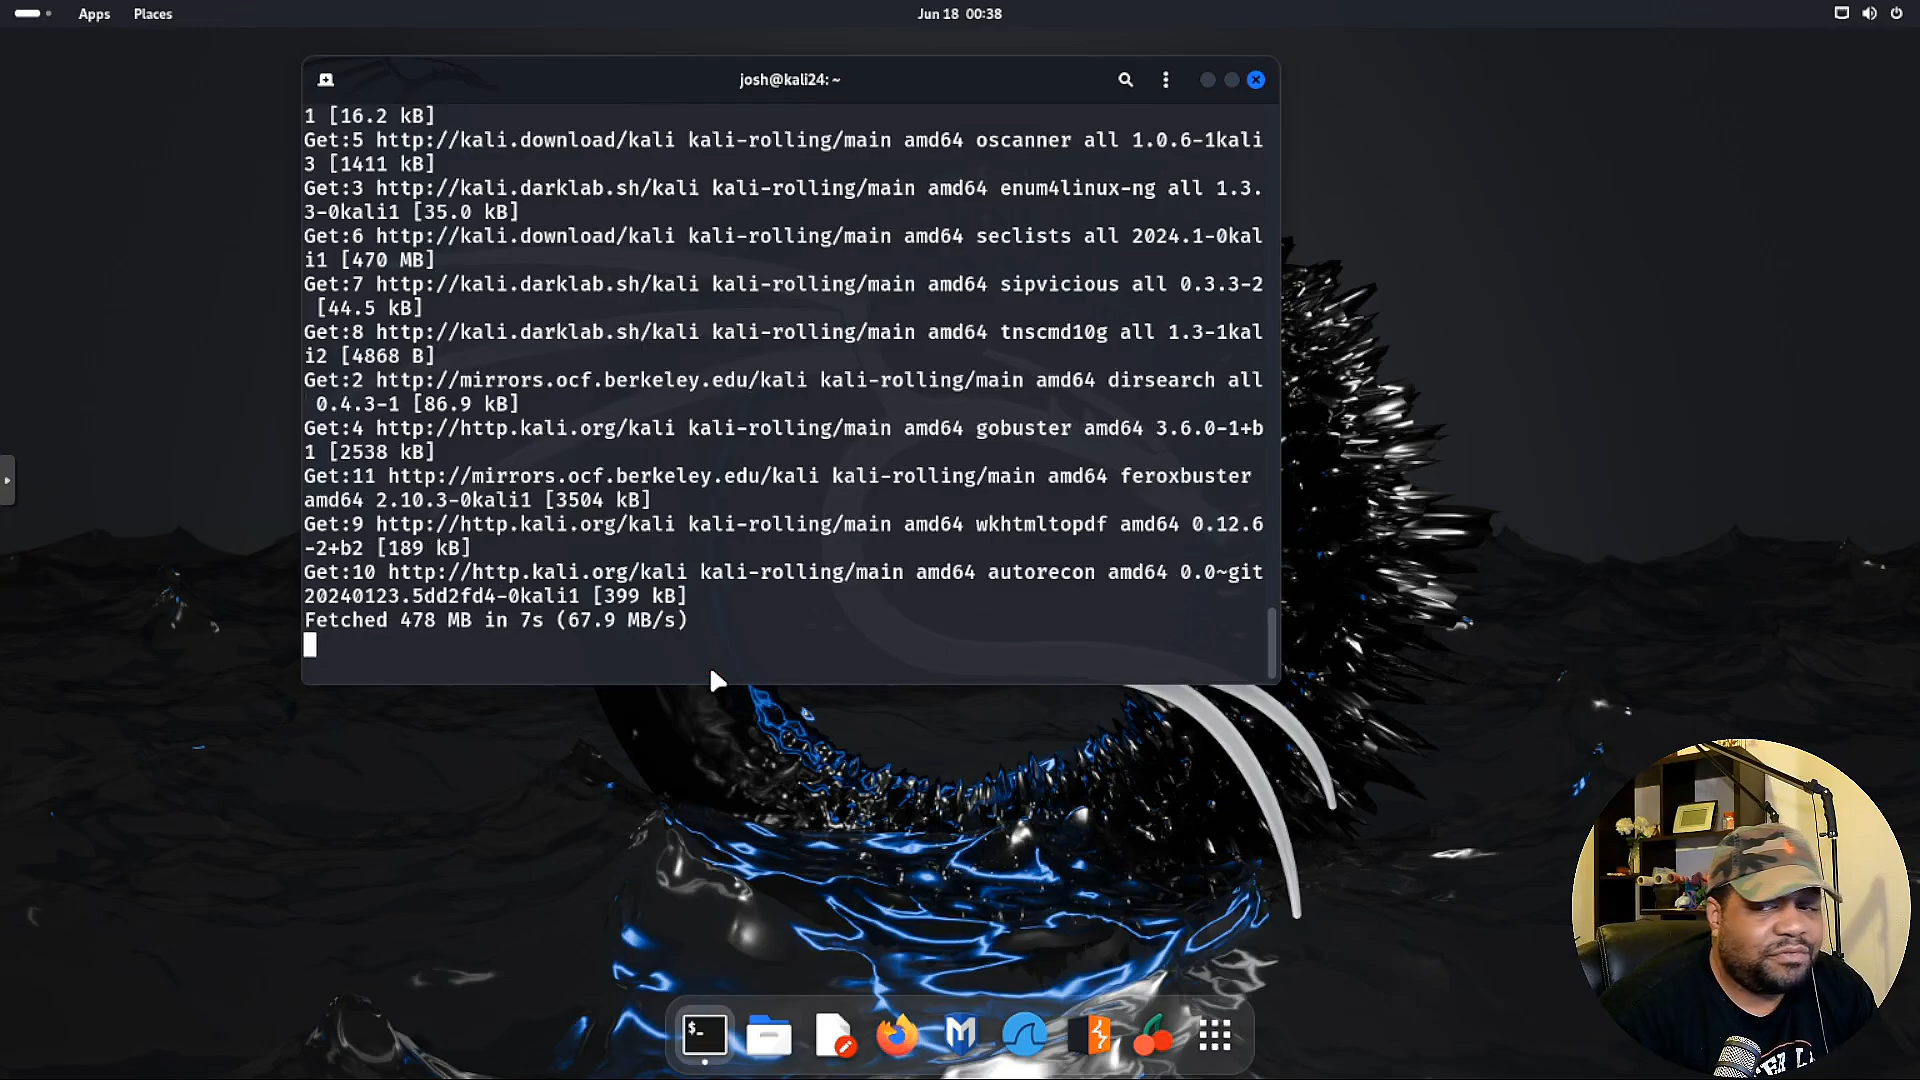 Apps Places Jun 18 00:38
josh@kali24: ~
1 [16.2 kB]
Get:5 http://kali.download/kali kali-rolling/main amd64 oscanner all 1.0.6-1kali
3 [1411 kB]
Get:3 http://kali.darklab.sh/kali kali-rolling/main amd64 enum4linux-ng all 1.3.
3-0kali1 [35.0 kB]
Get:6 http://kali.download/kali kali-rolling/main amd64 seclists all 2024.1-0kal
i1 [470 MB]
Get:7 http://kali.darklab.sh/kali kali-rolling/main amd64 sipvicious all 0.3.3-2
[44.5 kB]
Get:8 http://kali.darklab.sh/kali kali-rolling/main amd64 tnscmd10g all 1.3-1kal
i2 [4868 B]
Get:2 http://mirrors.ocf.berkeley.edu/kali kali-rolling/main amd64 dirsearch all
0.4.3-1 [86.9 kB]
Get:4 http://http.kali.org/kali kali-rolling/main amd64 gobuster amd64 3.6.0-1+b
1 [2538 kB]
Get:11 http://mirrors.ocf.berkeley.edu/kali kali-rolling/main amd64 feroxbuster
amd64 2.10.3-0kali1 [3504 kB]
Get:9 http://http.kali.org/kali kali-rolling/main amd64 wkhtmltopdf amd64 0.12.6
-2+b2 [189 kB]
Get:10 http://http.kali.org/kali kali-rolling/main amd64 autorecon amd64 0.0~git
20240123.5dd2fd4-0kali1 [399 kB]
Fetched 478 MB in 7s (67.9 MB/s)
$-